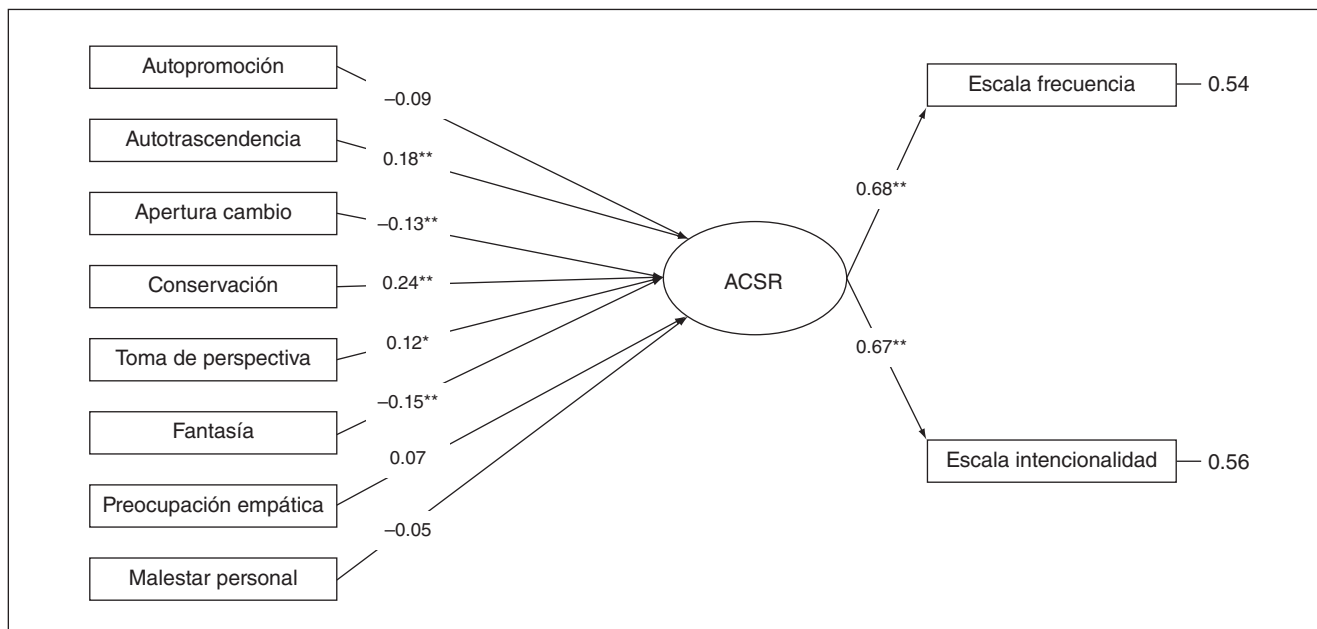 Autopromoción
−0.09
Autotrascendencia
0.18**
Apertura cambio
−0.13**
Conservación
0.24**
Toma de perspectiva
0.12*
Fantasía
−0.15**
Preocupación empática
0.07
Malestar personal
−0.05
ACSR
0.68**
0.67**
Escala frecuencia
0.54
Escala intencionalidad
0.56